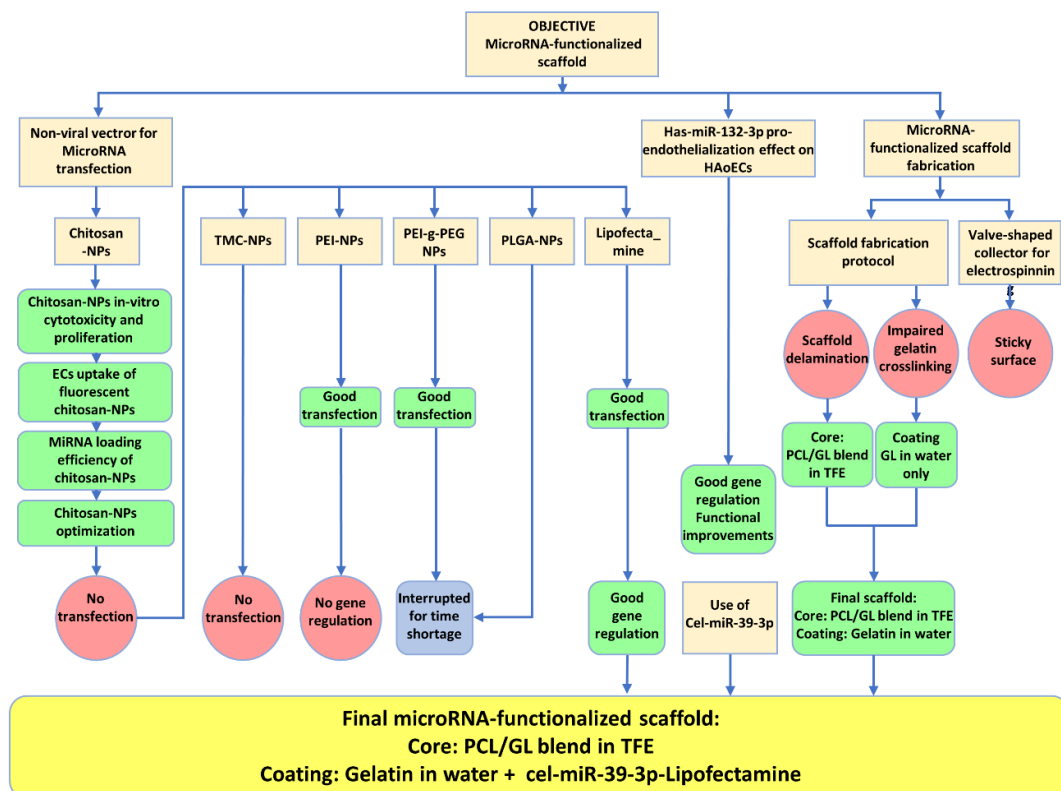 OBJECTIVE
MicroRNA-functionalized
scaffold
Non-viral vectror for
MicroRNA
transfection
Has-miR-132-3p pro-
endothelialization effect on
HAoECs
MicroRNA-
functionalized scaffold
fabrication
Chitosan
-NPs
TMC-NPs
PEI-NPs
PEI-g-PEG
NPs
PLGA-NPs
Lipofecta_
mine
Scaffold fabrication
protocol
Valve-shaped
collector for
electrospinnin
g
Chitosan-NPs in-vitro
cytotoxicity and
proliferation
ECs uptake of
fluorescent
chitosan-NPs
MiRNA loading
efficiency of
chitosan-NPs
Chitosan-NPs
optimization
No
transfection
Good
transfection
Good
transfection
Good
transfection
Scaffold
delamination
Impaired
gelatin
crosslinking
Sticky
surface
Core:
PCL/GL blend
in TFE
Coating
GL in water
only
Good gene
regulation
Functional
improvements
No
transfection
No gene
regulation
Interrupted
for time
shortage
Good
gene
regulation
Use of
Cel-miR-39-3p
Final scaffold:
Core: PCL/GL blend in TFE
Coating: Gelatin in water
Final microRNA-functionalized scaffold:
Core: PCL/GL blend in TFE
Coating: Gelatin in water + cel-miR-39-3p-Lipofectamine